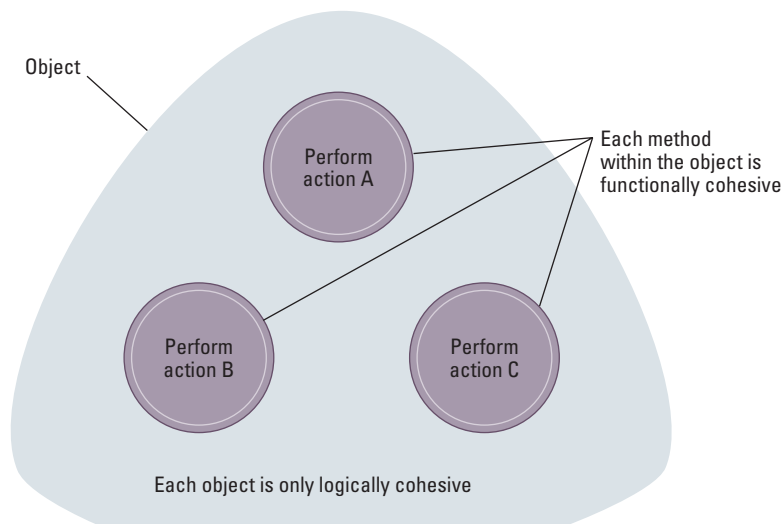 Object
Perform
action A
Each method
within the object is
functionally cohesive
Perform
action B
Perform
action C
Each object is only logically cohesive